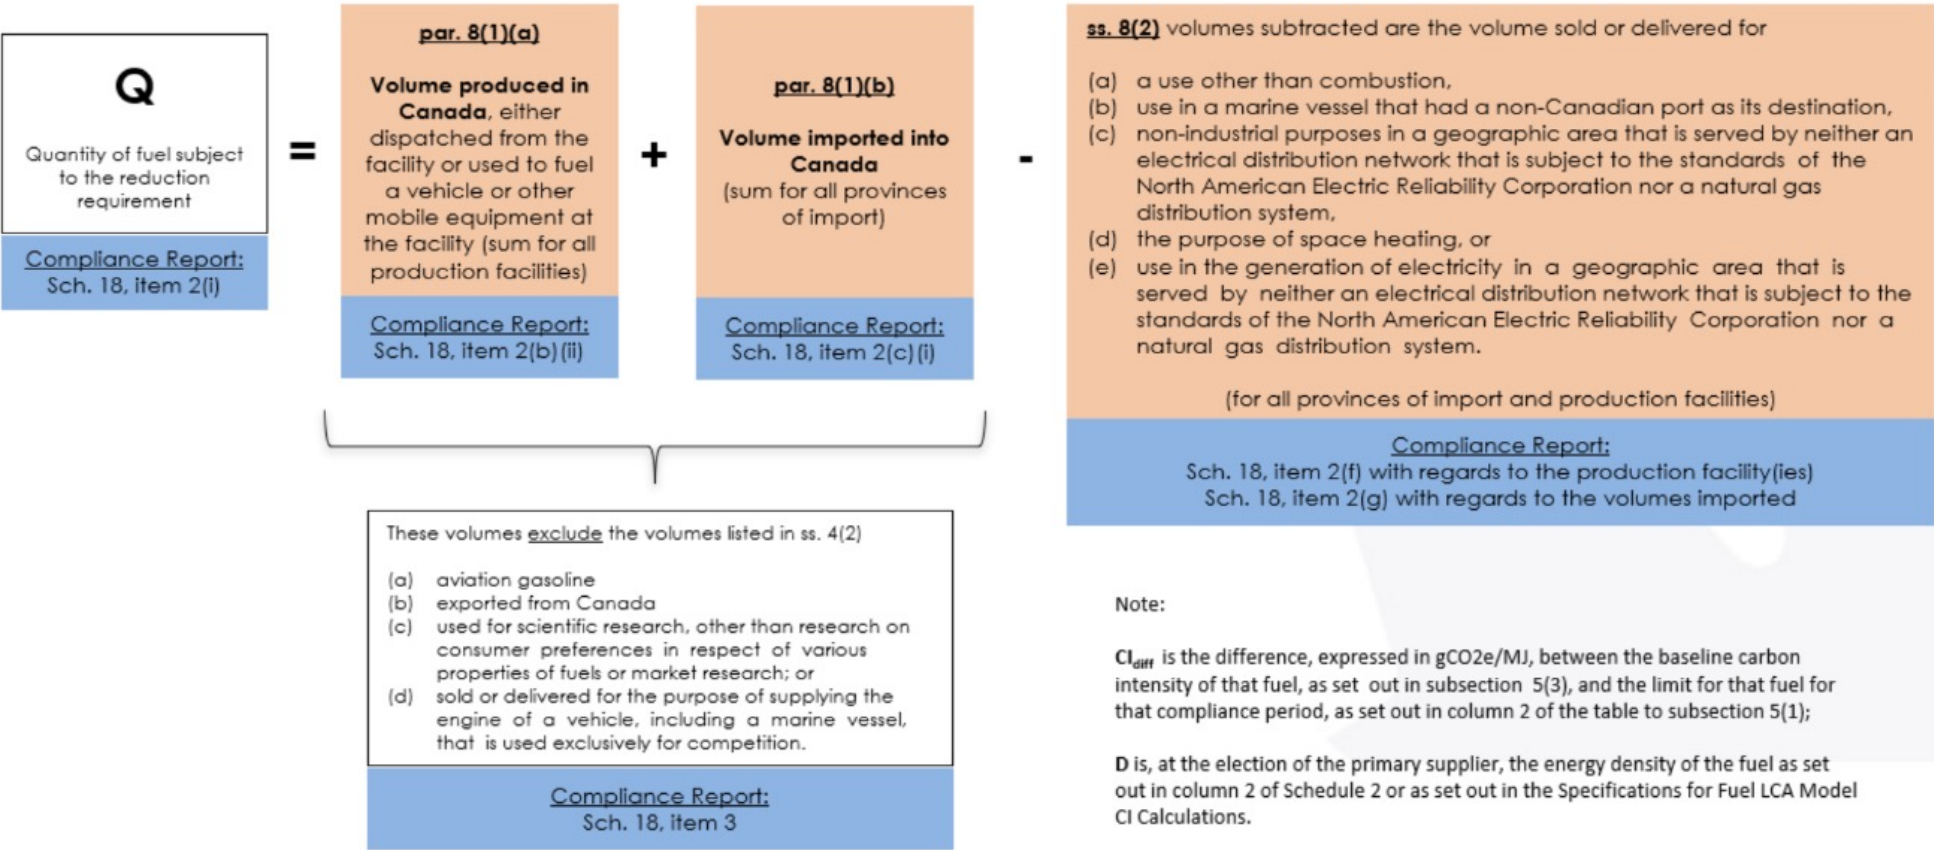 Q
Quantity of fuel subject
to the reduction
requirement
Compliance Report:
Sch. 18, item 2(i)
=
par. 8(1)(a)
Volume produced in
Canada, either
dispatched from the
facility or used to fuel
a vehicle or other
mobile equipment at
the facility (sum for all
production facilities)
Compliance Report:
Sch. 18, item 2(b)(ii)
+
par. 8(1)(b)
Volume imported into
Canada
(sum for all provinces
of import)
Compliance Report:
Sch. 18, item 2(c)(i)
-
ss. 8(2) volumes subtracted are the volume sold or delivered for
(a) a use other than combustion,
(b) use in a marine vessel that had a non-Canadian port as its destination,
(c) non-industrial purposes in a geographic area that is served by neither an
electrical distribution network that is subject to the standards of the
North American Electric Reliability Corporation nor a natural gas
distribution system,
(d) the purpose of space heating, or
(e) use in the generation of electricity in a geographic area that is
served by neither an electrical distribution network that is subject to the
standards of the North American Electric Reliability Corporation nor a
natural gas distribution system.
(for all provinces of import and production facilities)
Compliance Report:
Sch. 18, item 2(f) with regards to the production facility(ies)
Sch. 18, item 2(g) with regards to the volumes imported
These volumes exclude the volumes listed in ss. 4(2)
(a) aviation gasoline
(b) exported from Canada
(c) used for scientific research, other than research on
consumer preferences in respect of various
properties of fuels or market research; or
(d) sold or delivered for the purpose of supplying the
engine of a vehicle, including a marine vessel,
that is used exclusively for competition.
Compliance Report:
Sch. 18, item 3
Note:
CIdiff is the difference, expressed in gCO2e/MJ, between the baseline carbon
intensity of that fuel, as set out in subsection 5(3), and the limit for that fuel for
that compliance period, as set out in column 2 of the table to subsection 5(1);
D is, at the election of the primary supplier, the energy density of the fuel as set
out in column 2 of Schedule 2 or as set out in the Specifications for Fuel LCA Model
CI Calculations.